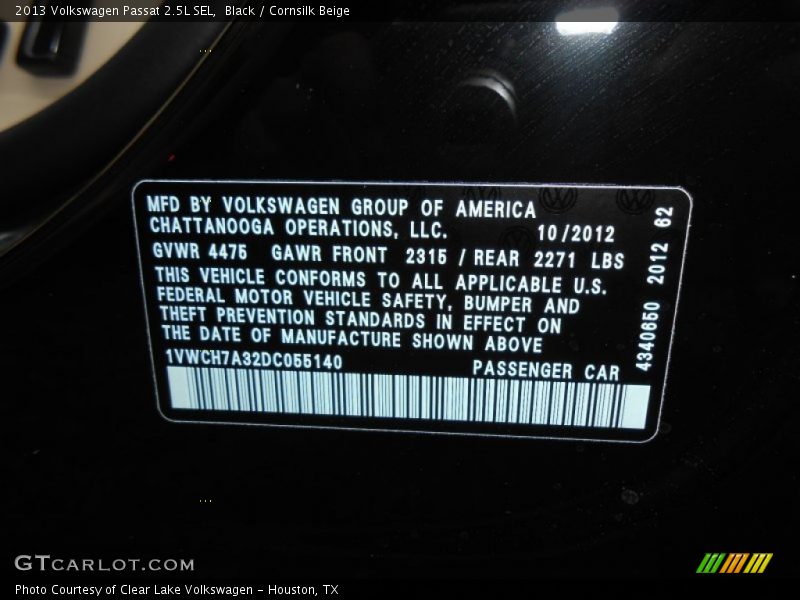 2013 Volkswagen Passat 2.5L SEL,  Black / Cornsilk Beige
MFD BY VOLKSWAGEN GROUP OF AMERICA
CHATTANOOGA OPERATIONS, LLC. 10/2012
GVWR 4475 GAWR FRONT 2315 / REAR 2271 LBS
THIS VEHICLE CONFORMS TO ALL APPLICABLE U.S.
FEDERAL MOTOR VEHICLE SAFETY, BUMPER AND
THEFT PREVENTION STANDARDS IN EFFECT ON
THE DATE OF MANUFACTURE SHOWN ABOVE
1VWCH7A32DC055140 PASSENGER CAR
4340650 2012 62
GTCARLOT.COM
Photo Courtesy of Clear Lake Volkswagen - Houston, TX